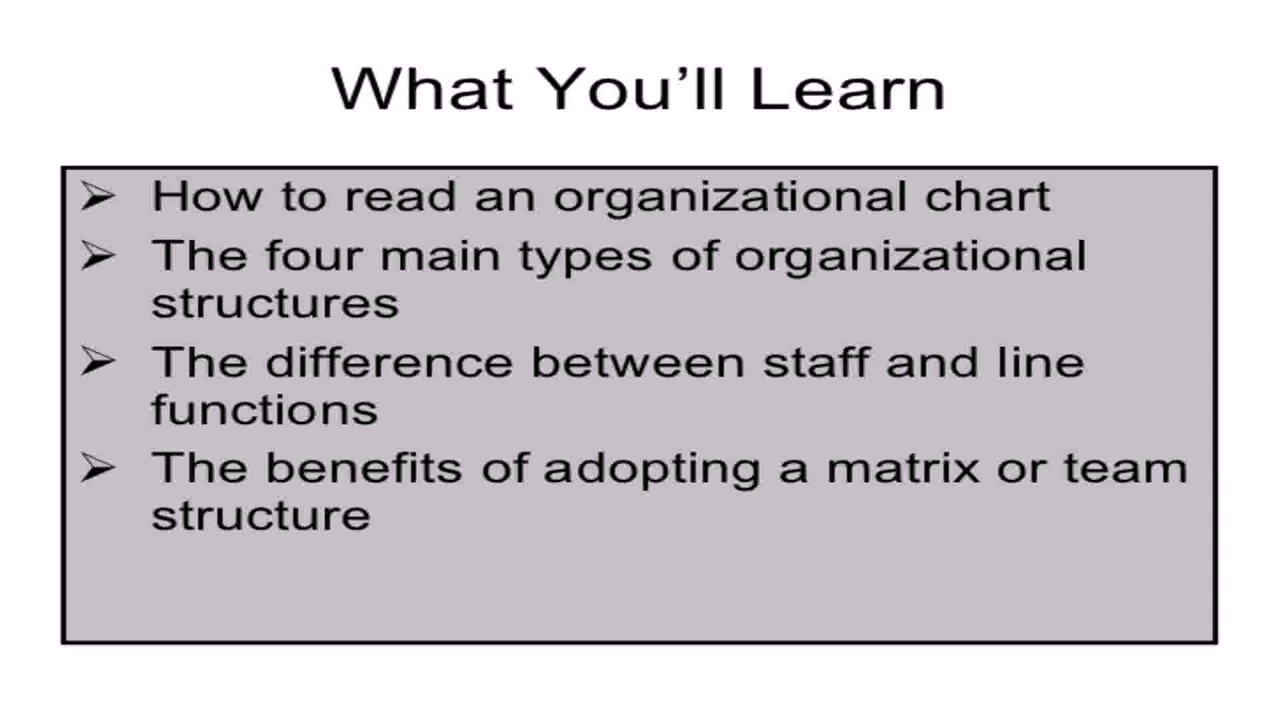 What You’ll Learn
➢ How to read an organizational chart
➢ The four main types of organizational
structures
➢ The difference between staff and line
functions
➢ The benefits of adopting a matrix or team
structure